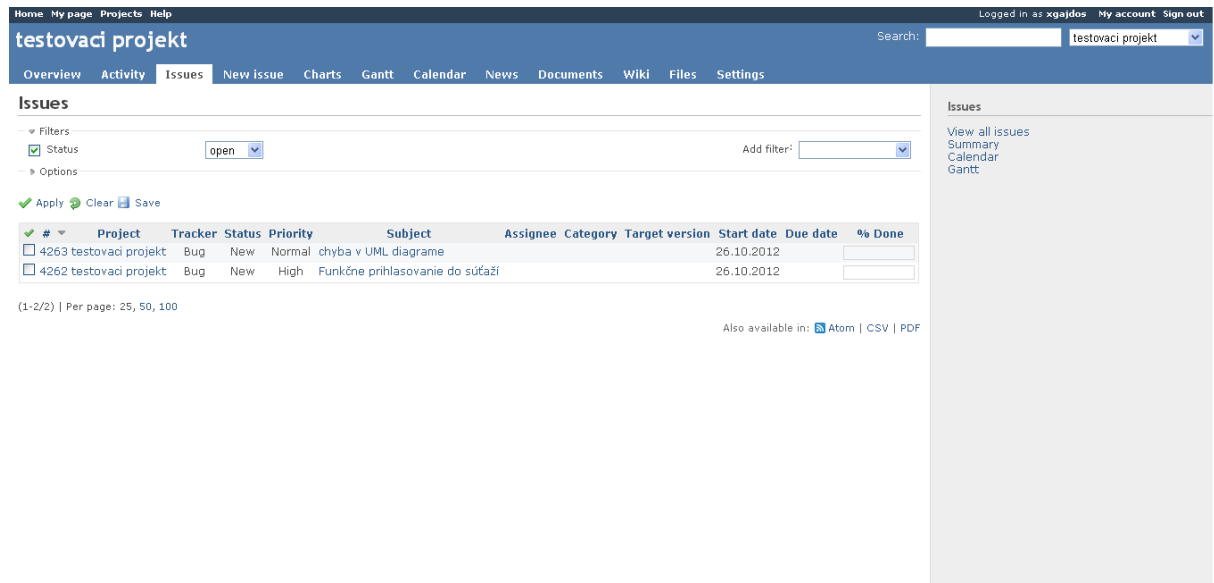 Home My page Projects Help Logged in as xgajdos My account Sign out
testovaci projekt Search: testovaci projekt
Overview Activity Issues New issue Charts Gantt Calendar News Documents Wiki Files Settings
Issues
Filters
Status open Add filter:
Options
Apply Clear Save
# Project Tracker Status Priority Subject Assignee Category Target version Start date Due date % Done
4263 testovaci projekt Bug New Normal chyba v UML diagrame 26.10.2012
4262 testovaci projekt Bug New High Funkčne prihlasovanie do súťaží 26.10.2012
(1-2/2) | Per page: 25, 50, 100
Also available in: Atom | CSV | PDF
Issues
View all issues
Summary
Calendar
Gantt